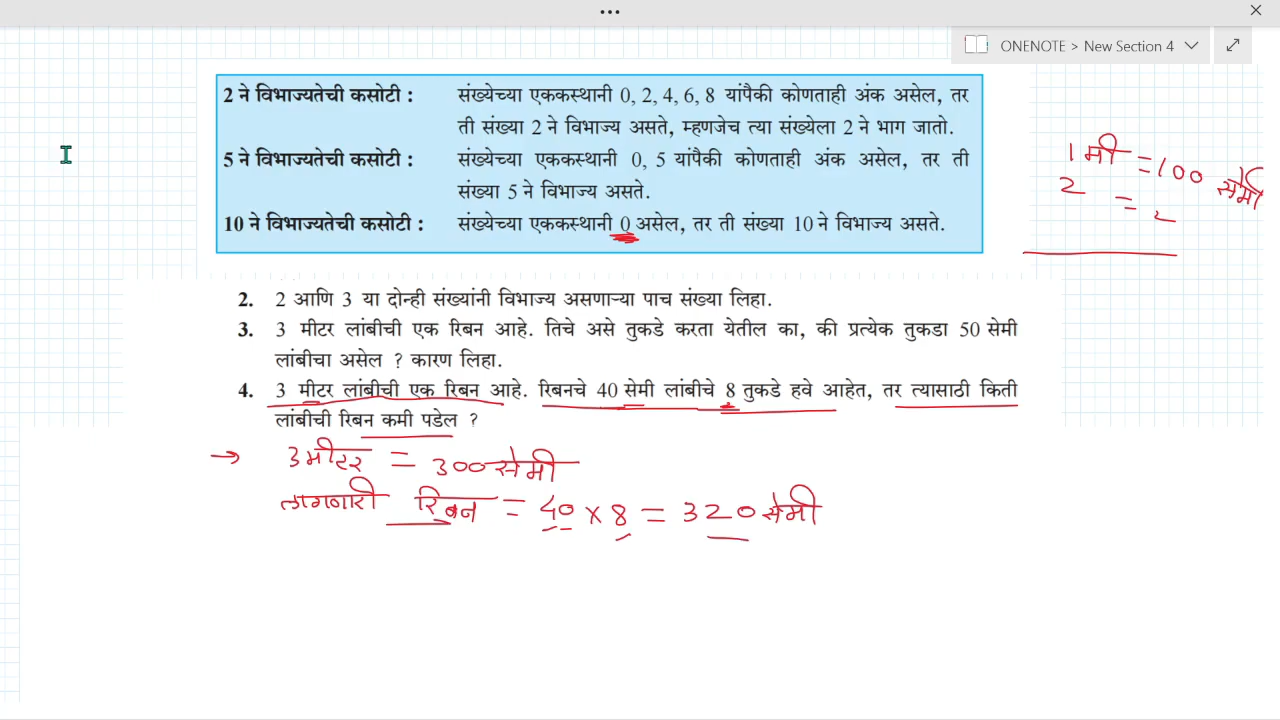 ONENOTE > New Section 4
2 ने विभाज्यतेची कसोटी : संख्येच्या एककस्थानी 0, 2, 4, 6, 8 यांपैकी कोणताही अंक असेल, तर
ती संख्या 2 ने विभाज्य असते, म्हणजेच त्या संख्येला 2 ने भाग जातो.
5 ने विभाज्यतेची कसोटी : संख्येच्या एककस्थानी 0, 5 यांपैकी कोणताही अंक असेल, तर ती
संख्या 5 ने विभाज्य असते.
10 ने विभाज्यतेची कसोटी : संख्येच्या एककस्थानी 0 असेल, तर ती संख्या 10 ने विभाज्य असते.
1 मी = 100 सेमी
2 =
2. 2 आणि 3 या दोन्ही संख्यांनी विभाज्य असणाऱ्या पाच संख्या लिहा.
3. 3 मीटर लांबीची एक रिबन आहे. तिचे असे तुकडे करता येतील का, की प्रत्येक तुकडा 50 सेमी
लांबीचा असेल ? कारण लिहा.
4. 3 मीटर लांबीची एक रिबन आहे. रिबनचे 40 सेमी लांबीचे 8 तुकडे हवे आहेत, तर त्यासाठी किती
लांबीची रिबन कमी पडेल ?
→ 3 मीटर = 300 सेमी
लागणारी रिबन = 40 × 8 = 320 सेमी